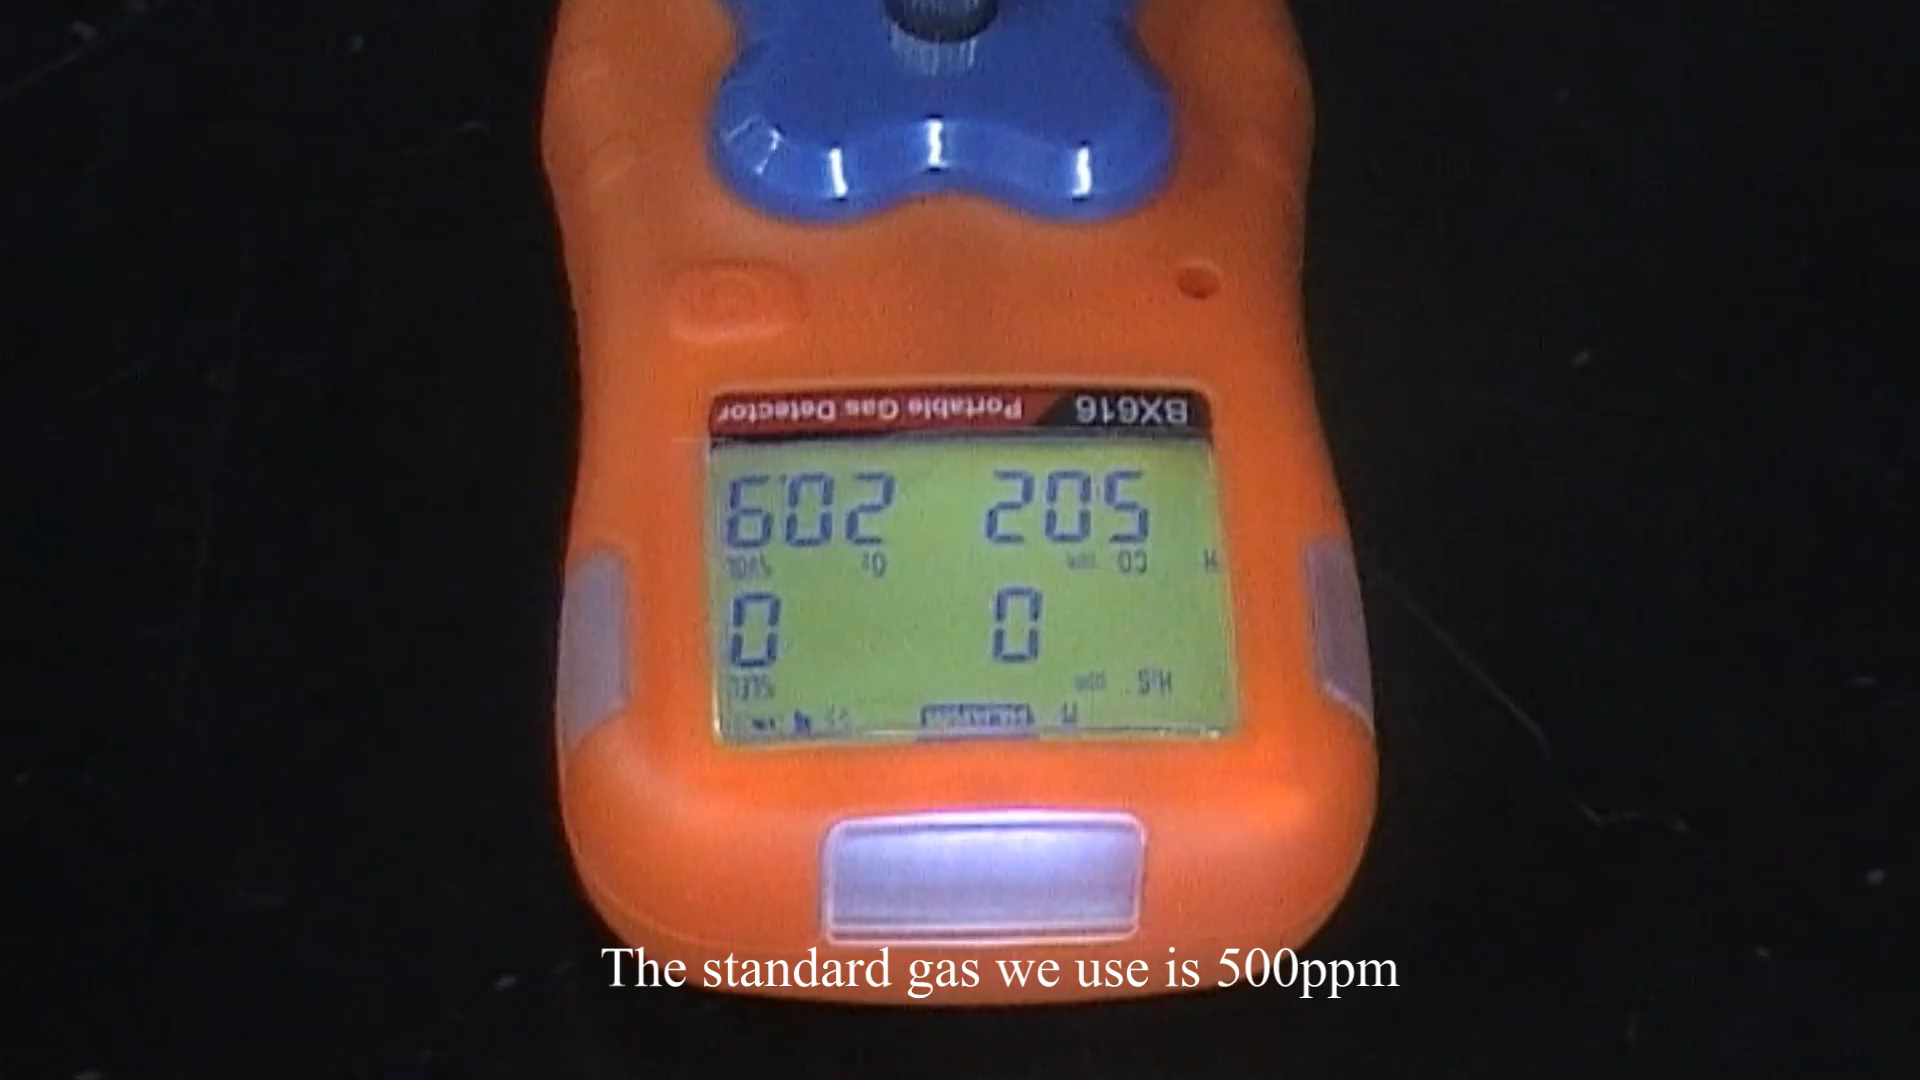 H₂S ppm %LEL
0 0
CO ppm O₂ %VOL
502 20.9
BX616 Portable Gas Detector
The standard gas we use is 500ppm